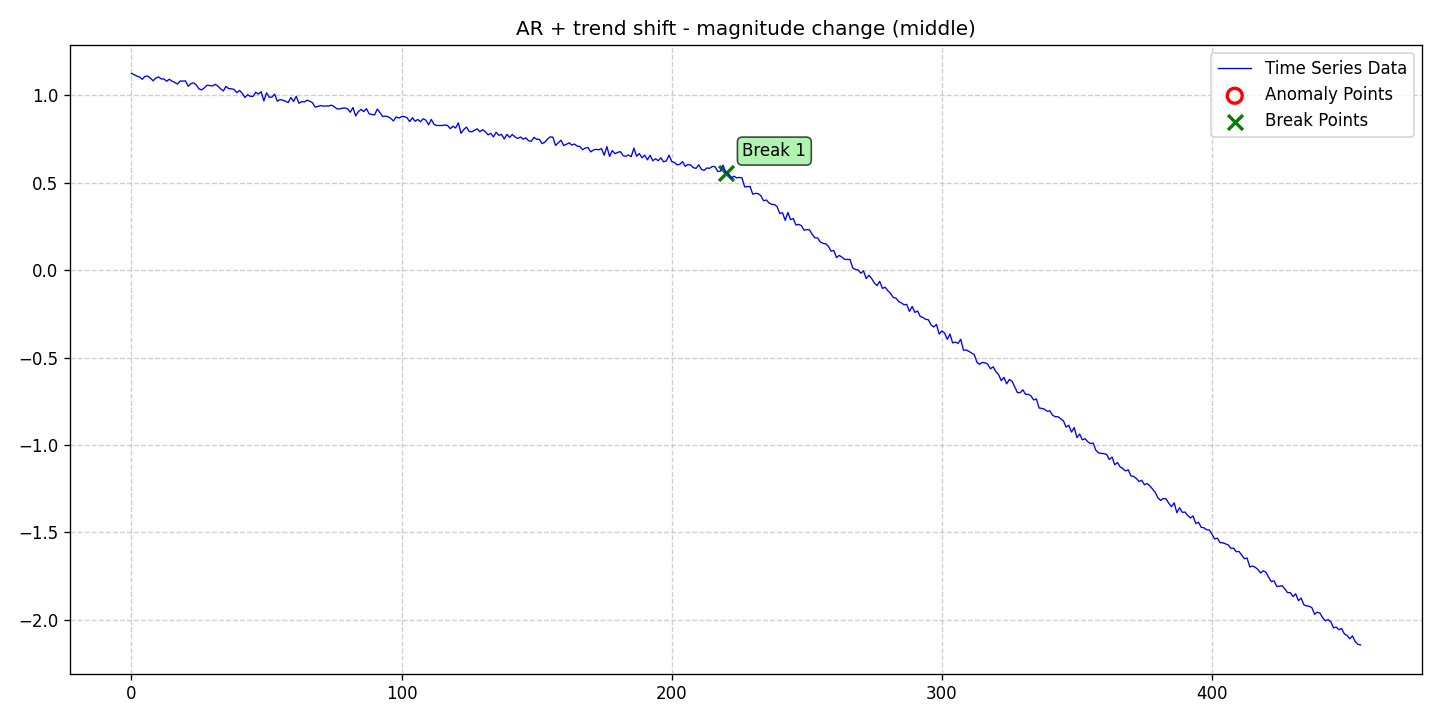 AR + trend shift - magnitude change (middle)
Time Series Data
Anomaly Points
Break Points
Break 1
1.0
0.5
0.0
−0.5
−1.0
−1.5
−2.0
0 100 200 300 400